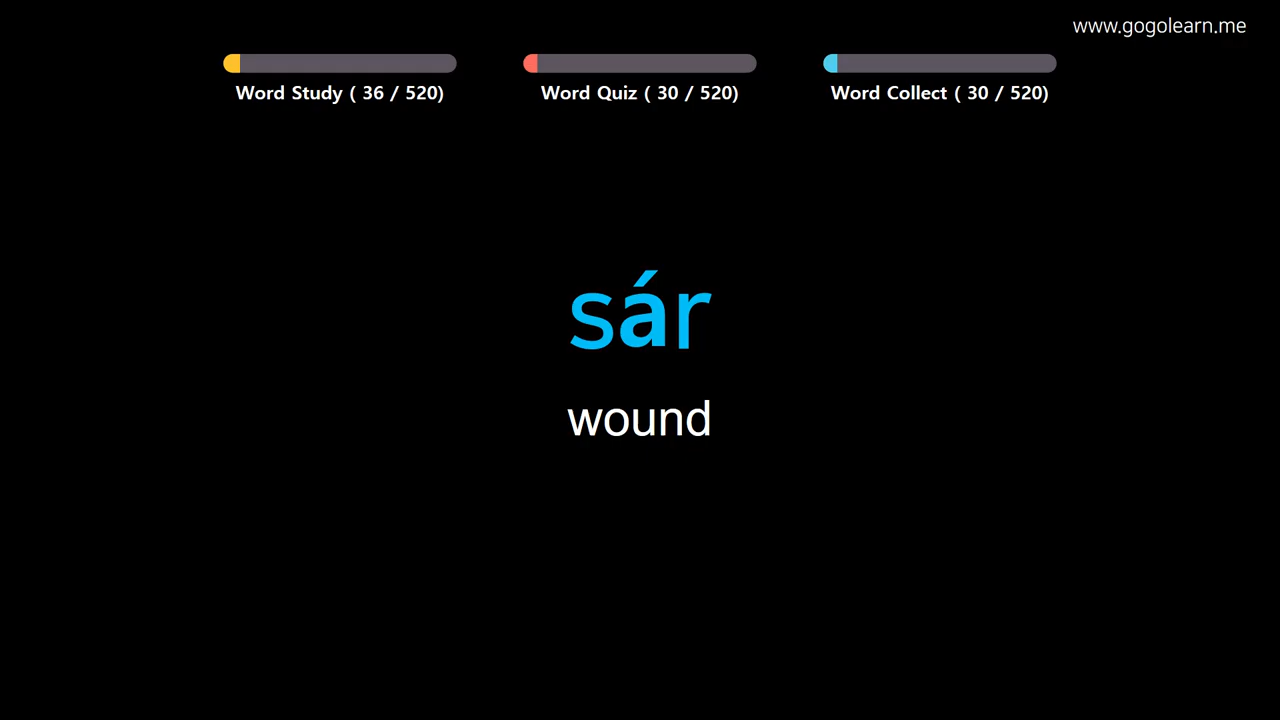 www.gogolearn.me
Word Study ( 36 / 520)
Word Quiz ( 30 / 520)
Word Collect ( 30 / 520)
sár
wound